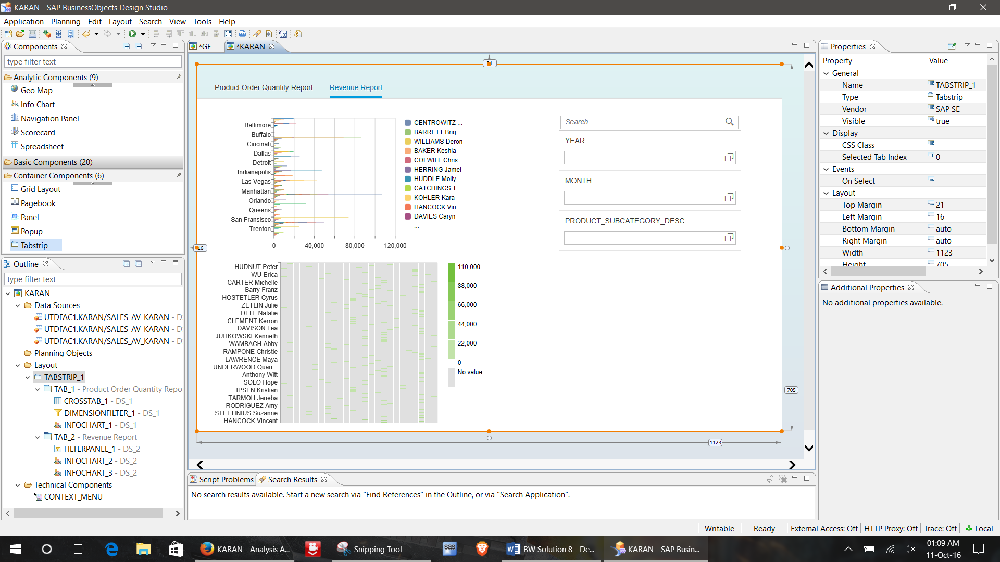 KARAN - SAP BusinessObjects Design Studio
Application Planning Edit Layout Search View Tools Help
Components
type filter text
Analytic Components (9)
Geo Map
Info Chart
Navigation Panel
Scorecard
Spreadsheet
Basic Components (20)
Container Components (6)
Grid Layout
Pagebook
Panel
Popup
Tabstrip
Outline
type filter text
KARAN
Data Sources
UTDFAC1.KARAN/SALES_AV_KARAN - D
UTDFAC1.KARAN/SALES_AV_KARAN - D
UTDFAC1.KARAN/SALES_AV_KARAN - D
Planning Objects
Layout
TABSTRIP_1
TAB_1 - Product Order Quantity Repo
CROSSTAB_1 - DS_1
DIMENSIONFILTER_1 - DS_1
INFOCHART_1 - DS_1
TAB_2 - Revenue Report
FILTERPANEL_1 - DS_2
INFOCHART_2 - DS_2
INFOCHART_3 - DS_2
Technical Components
CONTEXT_MENU
*GF
*KARAN
Product Order Quantity Report
Revenue Report
Baltimore
Buffalo
Cincinati
Dallas
Detroit
Indianapolis
Las Vegas
Manhattan
Orlando
Queens
San Fransisco
Trenton
0 40,000 80,000 120,000
CENTROWITZ ...
BARRETT Brig...
WILLIAMS Deron
BAKER Keshia
COLWILL Chris
HERRING Jamel
HUDDLE Molly
CATCHINGS T...
KOHLER Kara
HANCOCK Vin...
DAVIES Caryn
...
Search
YEAR
MONTH
PRODUCT_SUBCATEGORY_DESC
16
HUDNUT Peter
WU Erica
CARTER Michelle
Barry Franz
HOSTETLER Cyrus
ZETLIN Julie
DELL Natalie
CLEMENT Kerron
DAVISON Lea
JURKOWSKI Kenneth
WAMBACH Abby
RAMPONE Christie
LAWRENCE Maya
UNDERWOOD Quan...
Anthony Witt
SOLO Hope
IPSEN Kristian
TARMOH Jeneba
RODRIGUEZ Amy
STETTINIUS Suzanne
HANCOCK Vincent
110,000
88,000
66,000
44,000
22,000
0
No value
705
1123
Script Problems
Search Results
No search results available. Start a new search via "Find References" in the Outline, or via "Search Application".
Properties
Property Value
General
Name TABSTRIP_1
Type Tabstrip
Vendor SAP SE
Visible true
Display
CSS Class
Selected Tab Index 0
Events
On Select
Layout
Top Margin 21
Left Margin 16
Bottom Margin auto
Right Margin auto
Width 1123
Height 705
Additional Properties
No additional properties available.
Writable Ready External Access: Off HTTP Proxy: Off Trace: Off Local
KARAN - Analysis A...
Snipping Tool
sas
BW Solution 8 - De...
KARAN - SAP Busin...
01:09 AM
11-Oct-16